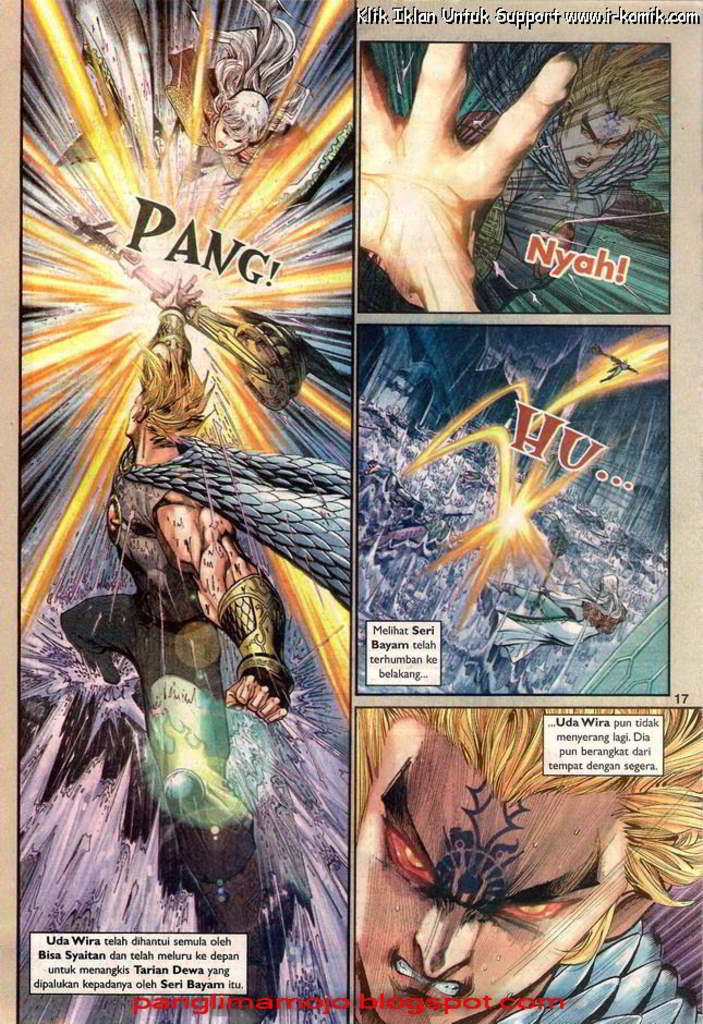 Klik Iklan Untuk Support www.i-komik.com
PANG!
Uda Wira telah dihantui semula oleh
Bisa Syaitan dan telah meluru ke depan
untuk menangkis Tarian Dewa yang
dipalukan kepadanya oleh Seri Bayam itu.
Nyah!
HU...
Melihat Seri
Bayam telah
terhumban ke
belakang...
17
...Uda Wira pun tidak
menyerang lagi. Dia
pun berangkat dari
tempat dengan segera.
panglimamojo.blogspot.com